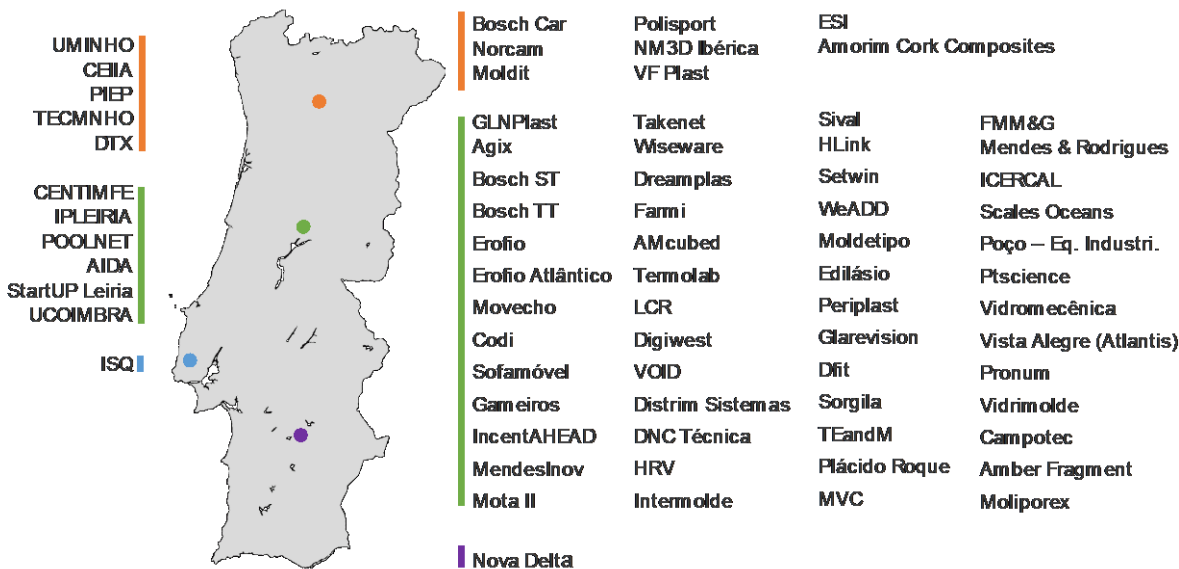 UMINHO
CEIIA
PIEP
TECMNHO
DTX
CENTIMFE
IPLEIRIA
POOLNET
AIDA
StartUP Leiria
UCOIMBRA
ISQ
Bosch Car Polisport ESI
Norcam NM3D Ibérica Amorim Cork Composites
Moldit VF Plast
GLNPlast Takenet Sival FMM&G
Agix Wiseware HLink Mendes & Rodrigues
Bosch ST Dreamplas Setwin ICERCAL
Bosch TT Farmi WeADD Scales Oceans
Erofio AMcubed Moldetipo Poço – Eq. Industri.
Erofio Atlântico Termolab Edilásio Ptscience
Movecho LCR Periplast Vidromecênica
Codi Digiwest Glarevision Vista Alegre (Atlantis)
Sofamóvel VOID Dfit Pronum
Gameiros Distrim Sistemas Sorgila Vidrimolde
IncentAHEAD DNC Técnica TEandM Campotec
MendesInov HRV Plácido Roque Amber Fragment
Mota II Intermolde MVC Moliporex
Nova Delta